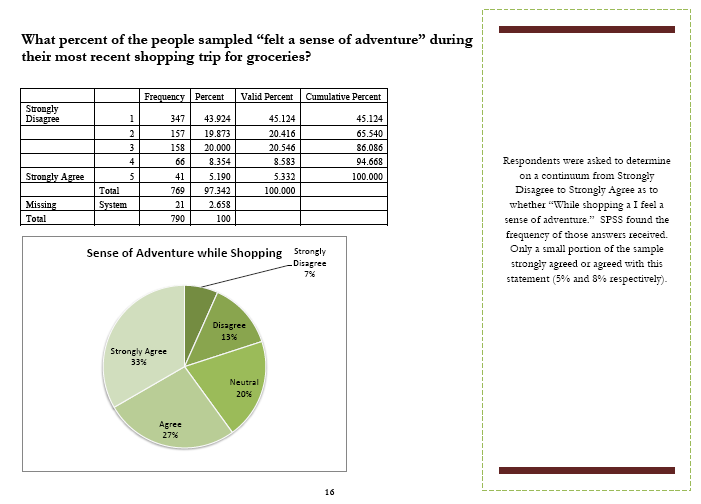 What percent of the people sampled “felt a sense of adventure” during
their most recent shopping trip for groceries?
Frequency Percent Valid Percent Cumulative Percent
Strongly
Disagree 1 347 43.924 45.124 45.124
2 157 19.873 20.416 65.540
3 158 20.000 20.546 86.086
4 66 8.354 8.583 94.668
Strongly Agree 5 41 5.190 5.332 100.000
Total 769 97.342 100.000
Missing System 21 2.658
Total 790 100
Sense of Adventure while Shopping
Strongly
Disagree
7%
Disagree
13%
Neutral
20%
Agree
27%
Strongly Agree
33%
Respondents were asked to determine
on a continuum from Strongly
Disagree to Strongly Agree as to
whether “While shopping a I feel a
sense of adventure.” SPSS found the
frequency of those answers received.
Only a small portion of the sample
strongly agreed or agreed with this
statement (5% and 8% respectively).
16